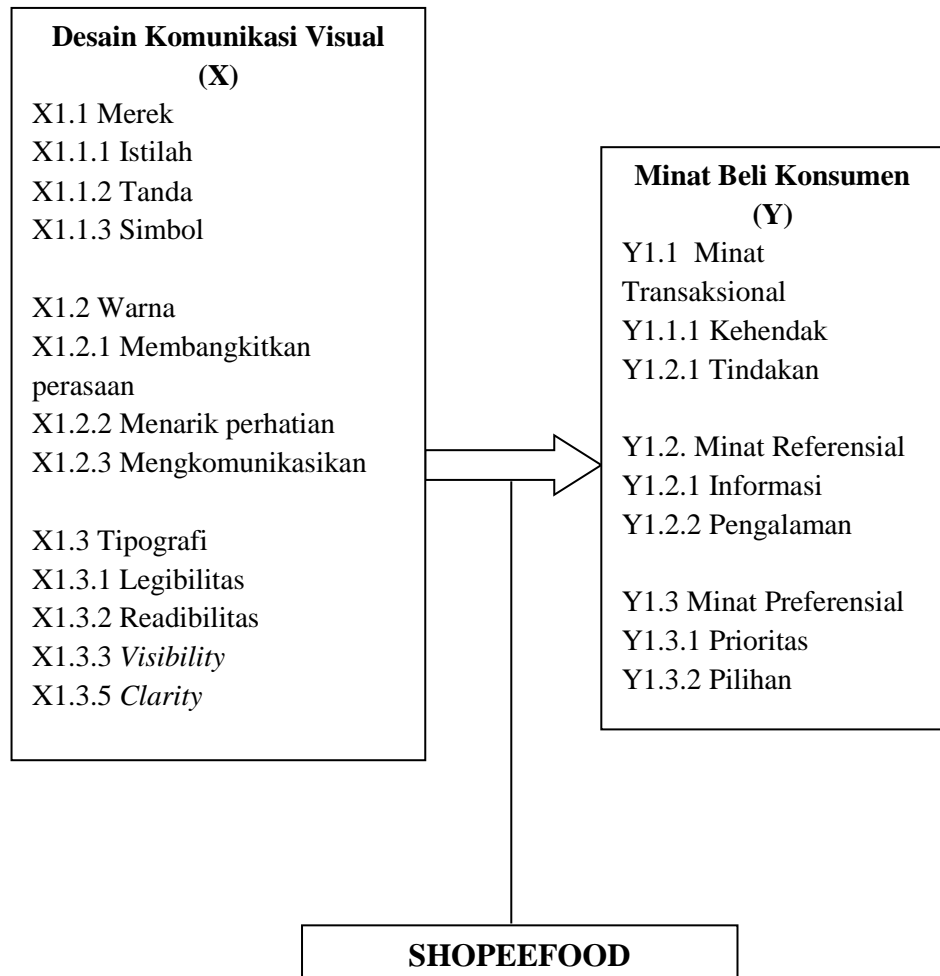 Desain Komunikasi Visual
(X)
X1.1 Merek
X1.1.1 Istilah
X1.1.2 Tanda
X1.1.3 Simbol
X1.2 Warna
X1.2.1 Membangkitkan
perasaan
X1.2.2 Menarik perhatian
X1.2.3 Mengkomunikasikan
X1.3 Tipografi
X1.3.1 Legibilitas
X1.3.2 Readibilitas
X1.3.3 Visibility
X1.3.5 Clarity
Minat Beli Konsumen
(Y)
Y1.1 Minat
Transaksional
Y1.1.1 Kehendak
Y1.2.1 Tindakan
Y1.2. Minat Referensial
Y1.2.1 Informasi
Y1.2.2 Pengalaman
Y1.3 Minat Preferensial
Y1.3.1 Prioritas
Y1.3.2 Pilihan
SHOPEEFOOD